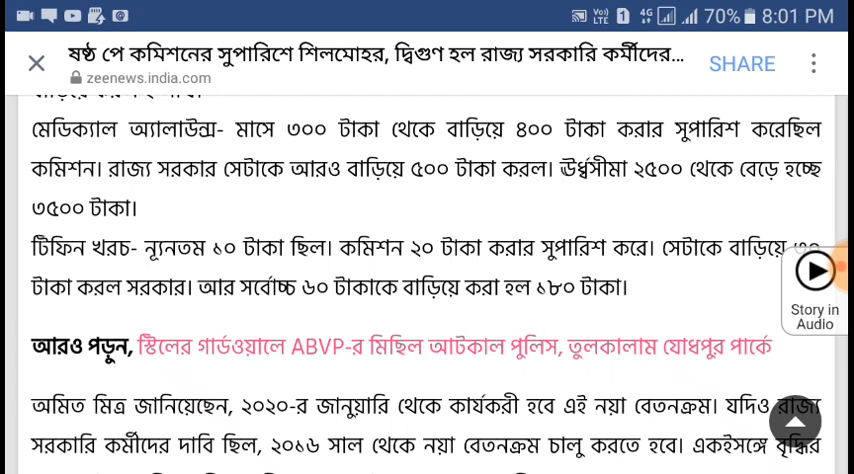 Vo)) LTE 1 4G 70% 8:01 PM
ষষ্ঠ পে কমিশনের সুপারিশে শিলমোহর, দ্বিগুণ হল রাজ্য সরকারি কর্মীদের...
zeenews.india.com
SHARE
মেডিক্যাল অ্যালাউন্স- মাসে ৩০০ টাকা থেকে বাড়িয়ে ৪০০ টাকা করার সুপারিশ করেছিল
কমিশন। রাজ্য সরকার সেটাকে আরও বাড়িয়ে ৫০০ টাকা করল। ঊর্ধ্বসীমা ২৫০০ থেকে বেড়ে হচ্ছে
৩৫০০ টাকা।
টিফিন খরচ- ন্যূনতম ১০ টাকা ছিল। কমিশন ২০ টাকা করার সুপারিশ করে। সেটাকে বাড়িয়ে
টাকা করল সরকার। আর সর্বোচ্চ ৬০ টাকাকে বাড়িয়ে করা হল ১৮০ টাকা।
Story in
Audio
আরও পড়ুন, স্টিলের গার্ডওয়ালে ABVP-র মিছিল আটকাল পুলিস, তুলকালাম যোধপুর পার্কে
অমিত মিত্র জানিয়েছেন, ২০২০-র জানুয়ারি থেকে কার্যকরী হবে এই নয়া বেতনক্রম। যদিও রাজ্য
সরকারি কর্মীদের দাবি ছিল, ২০১৬ সাল থেকে নয়া বেতনক্রম চালু করতে হবে। একইসঙ্গে বৃদ্ধির